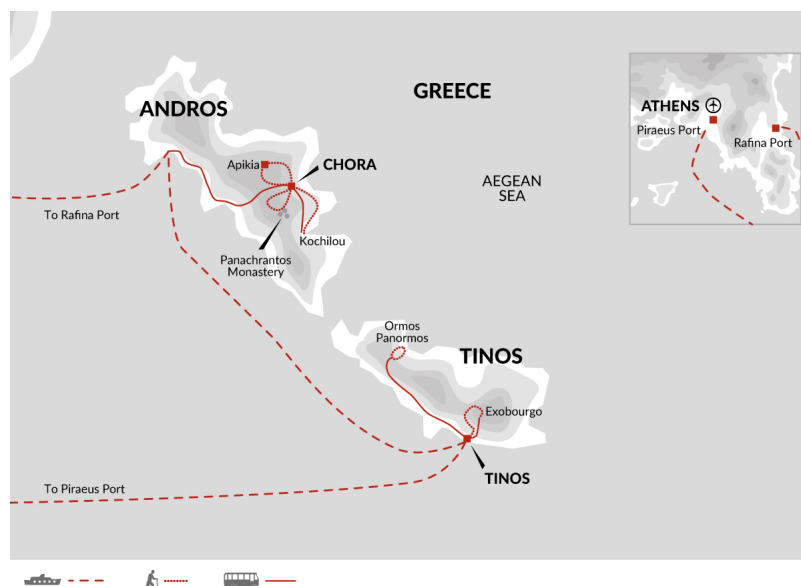 GREECE
ANDROS
ATHENS
Piraeus Port
Rafina Port
Apikia
CHORA
AEGEAN
SEA
To Rafina Port
Kochilou
Panachrantos
Monastery
Ormos
Panormos
TINOS
Exobourgo
TINOS
To Piraeus Port